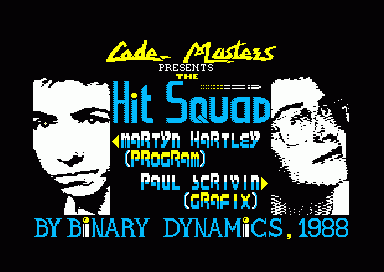 Code Masters
PRESENTS
THE
Hit Squad
MARTYN HARTLEY
(PROGRAM)
PAUL SCRIVIN
(GRAFIX)
BY BiNARY DYNAMiCS, 1988